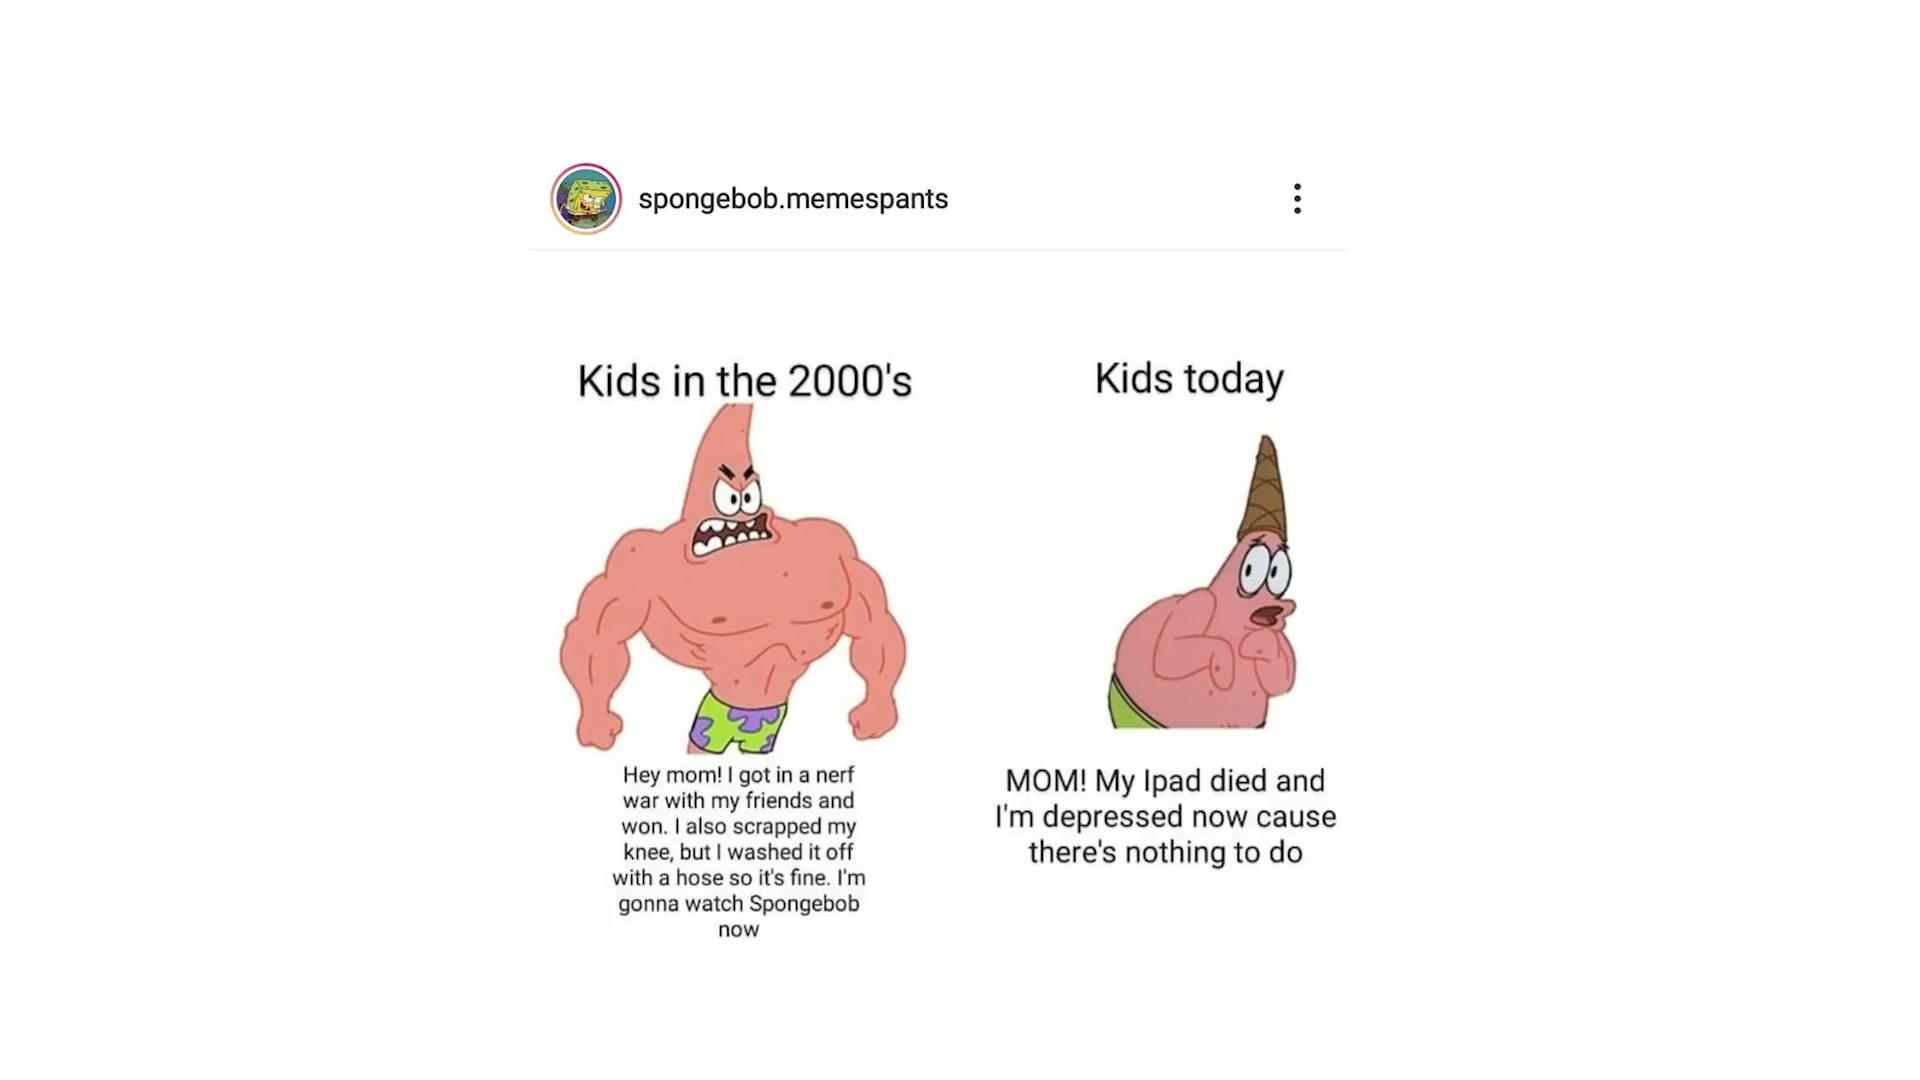 spongebob.memespants
Kids in the 2000's
Hey mom! I got in a nerf
war with my friends and
won. I also scrapped my
knee, but I washed it off
with a hose so it's fine. I'm
gonna watch Spongebob
now
Kids today
MOM! My Ipad died and
I'm depressed now cause
there's nothing to do